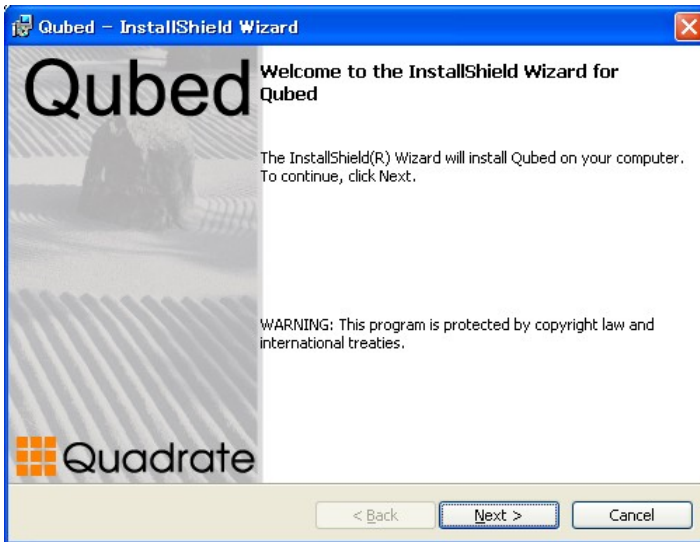 Qubed – InstallShield Wizard
Qubed
Welcome to the InstallShield Wizard for
Qubed
The InstallShield(R) Wizard will install Qubed on your computer.
To continue, click Next.
WARNING: This program is protected by copyright law and
international treaties.
Quadrate
< Back
Next >
Cancel